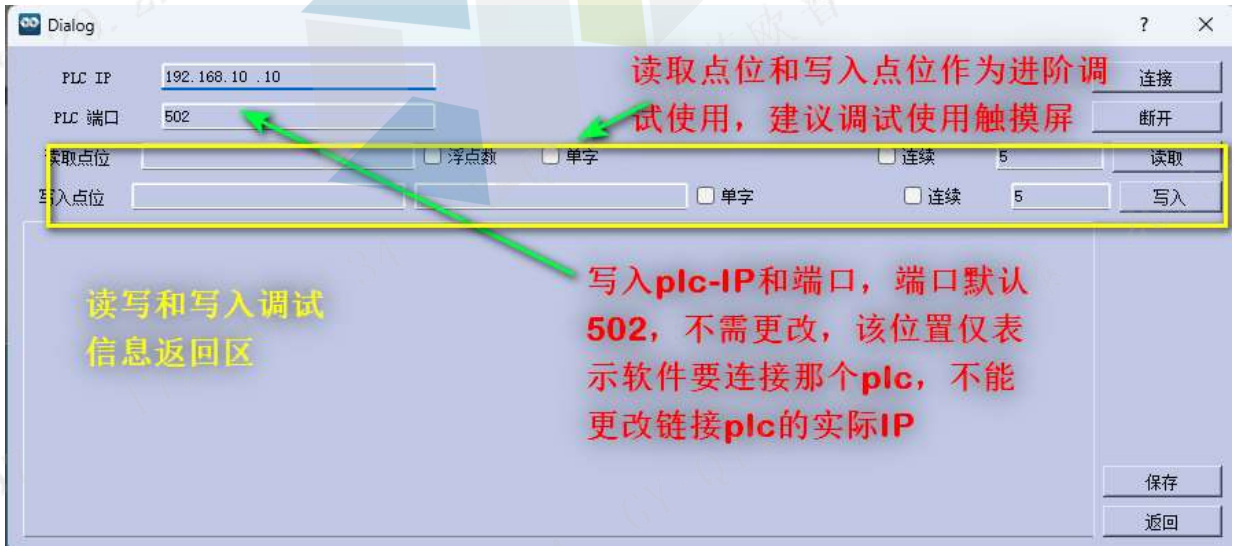 Dialog
PLC IP 192.168.10 .10 连接
PLC 端口 502 断开
读取点位和写入点位作为进阶调
试使用，建议调试使用触摸屏
读取点位 浮点数 单字 连续 5 读取
写入点位 单字 连续 5 写入
读写和写入调试
信息返回区
写入plc-IP和端口，端口默认
502，不需更改，该位置仅表
示软件要连接那个plc，不能
更改链接plc的实际IP
保存
返回